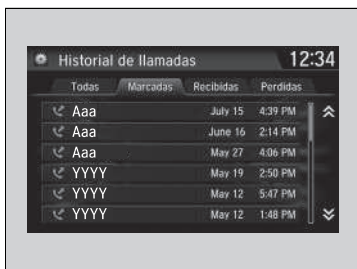 Historial de llamadas 12:34
Todas Marcadas Recibidas Perdidas
Aaa July 15 4:39 PM
Aaa June 16 2:14 PM
Aaa May 27 4:06 PM
YYYY May 19 2:50 PM
YYYY May 12 5:47 PM
YYYY May 12 1:48 PM